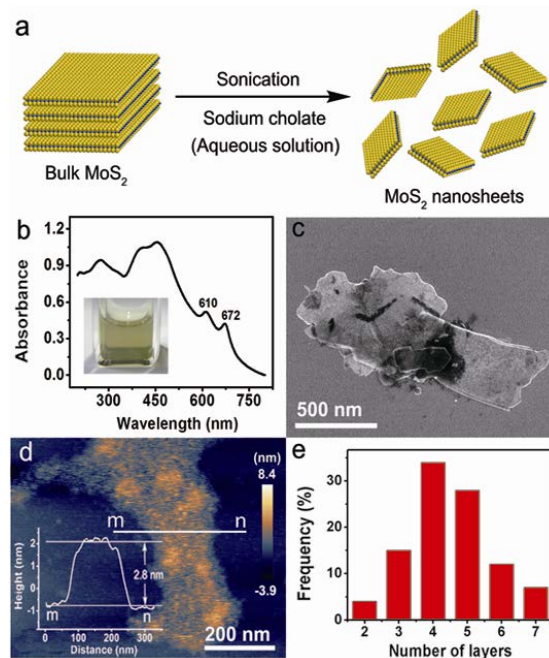 a
Sonication
Sodium cholate
(Aqueous solution)
Bulk MoS₂
MoS₂ nanosheets
b
1.2
0.9
0.6
0.3
0.0
Absorbance
610
672
300
450
600
750
Wavelength (nm)
c
500 nm
d
(nm)
8.4
-3.9
m
n
Height (nm)
2
1
0
-1
2.8 nm
m
n
0
100
200
300
Distance (nm)
200 nm
e
Frequency (%)
30
20
10
0
2
3
4
5
6
7
Number of layers